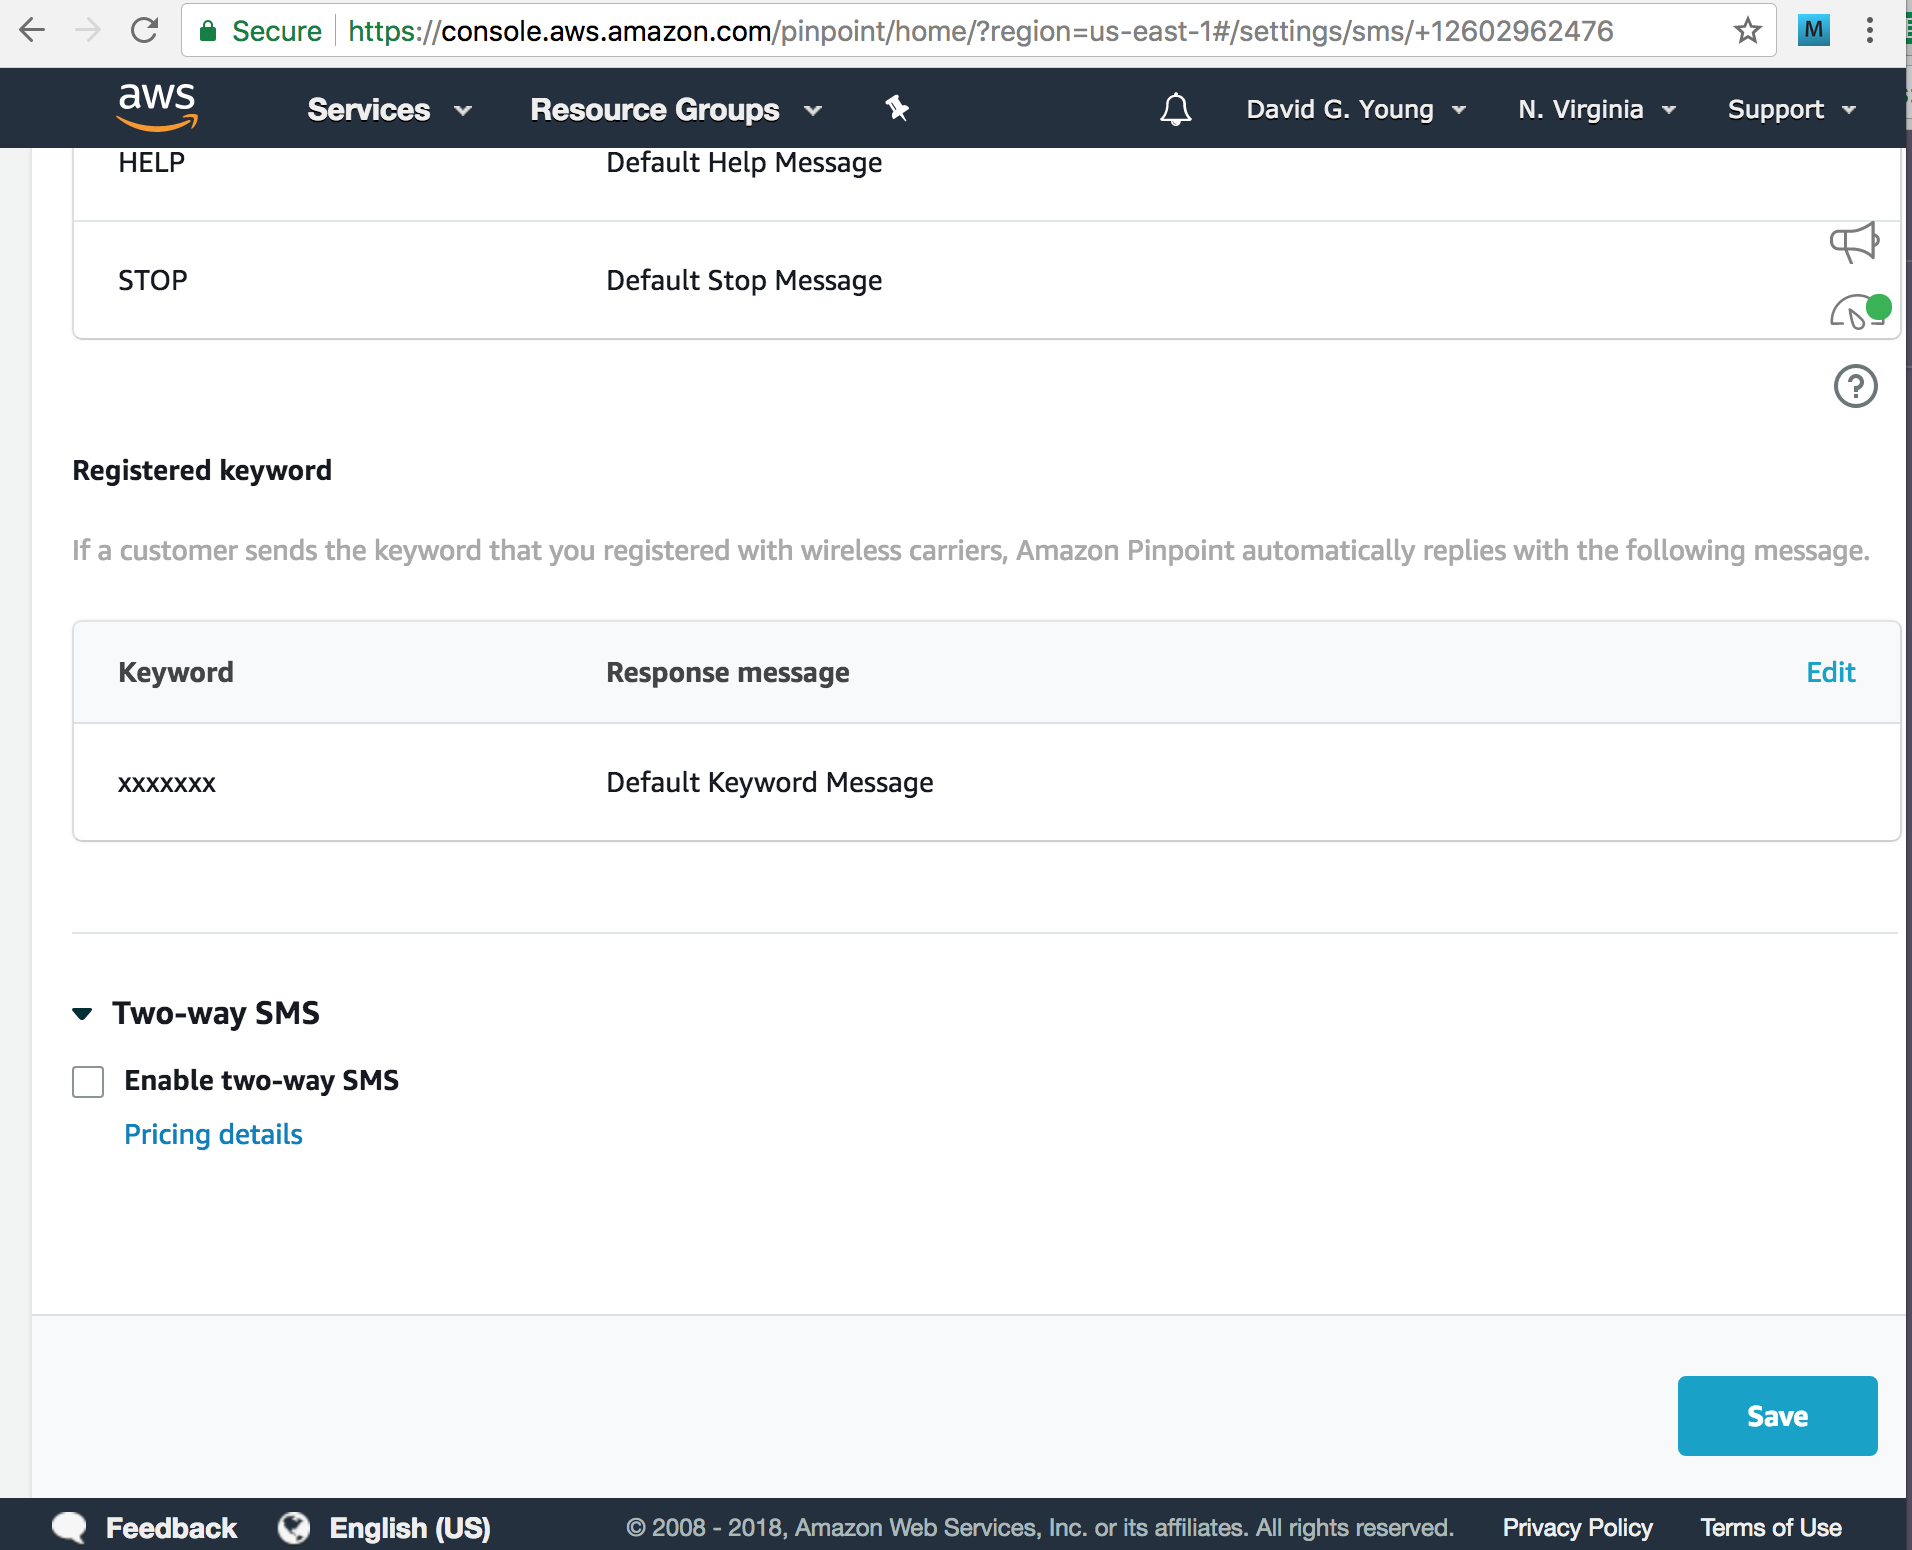 Secure https://console.aws.amazon.com/pinpoint/home/?region=us-east-1#/settings/sms/+12602962476 M
aws Services Resource Groups David G. Young N. Virginia Support
HELP Default Help Message
STOP Default Stop Message
?
Registered keyword
If a customer sends the keyword that you registered with wireless carriers, Amazon Pinpoint automatically replies with the following message.
Keyword Response message Edit
xxxxxxx Default Keyword Message
Two-way SMS
Enable two-way SMS
Pricing details
Save
Feedback English (US) © 2008 - 2018, Amazon Web Services, Inc. or its affiliates. All rights reserved. Privacy Policy Terms of Use